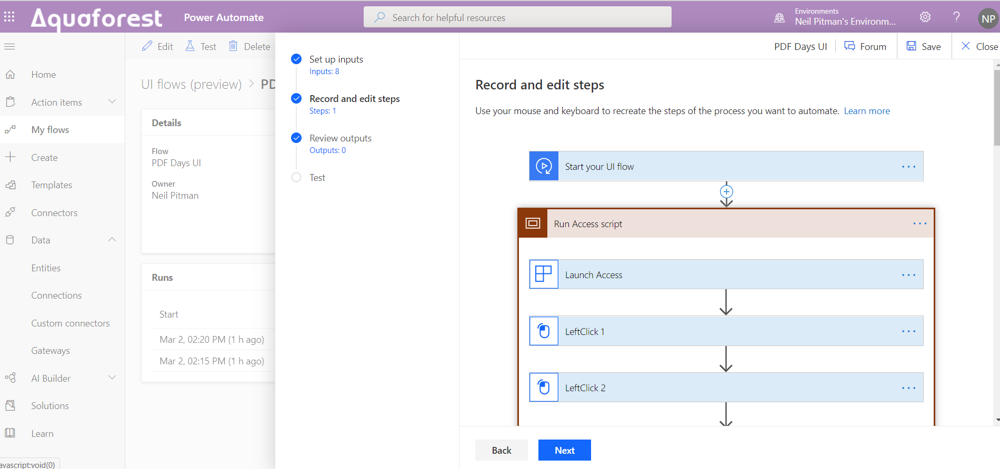 Aquaforest
Power Automate
Search for helpful resources
Environments
Neil Pitman's Environm...
?
NP
Edit
Test
Delete
PDF Days UI
Forum
Save
Close
Home
Action items
My flows
Create
Templates
Connectors
Data
Entities
Connections
Custom connectors
Gateways
AI Builder
Solutions
Learn
avascript:void(0)
UI flows (preview) > PD
Details
Flow
PDF Days UI
Owner
Neil Pitman
Runs
Start
Mar 2, 02:20 PM (1 h ago)
Mar 2, 02:15 PM (1 h ago)
Set up inputs
Inputs: 8
Record and edit steps
Steps: 1
Review outputs
Outputs: 0
Test
Record and edit steps
Use your mouse and keyboard to recreate the steps of the process you want to automate. Learn more
Start your UI flow
Run Access script
Launch Access
LeftClick 1
LeftClick 2
Back
Next